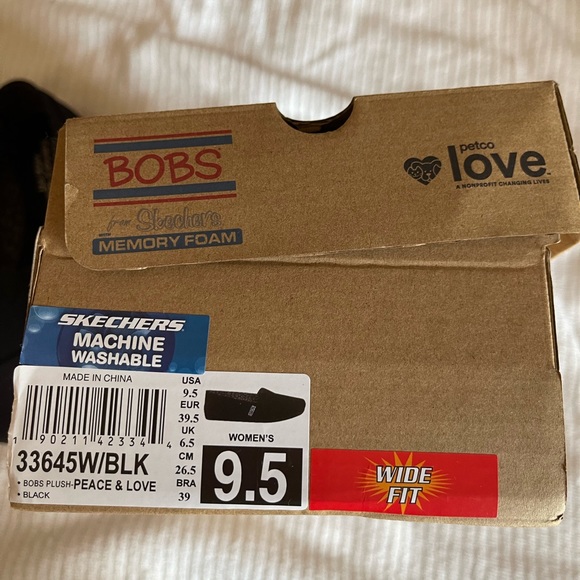 BOBS
from Skechers
MEMORY FOAM
petco
love
A NONPROFIT CHANGING LIVES
SKECHERS
MACHINE
WASHABLE
MADE IN CHINA
1 90211 42334 4
33645W/BLK
• BOBS PLUSH-PEACE & LOVE
• BLACK
USA
9.5
EUR
39.5
UK
6.5
CM
26.5
BRA
39
WOMEN'S
9.5
WIDE
FIT